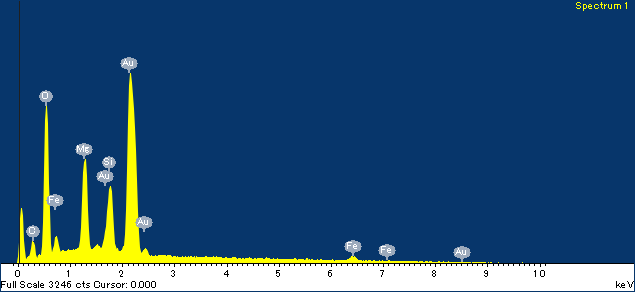 Spectrum 1
Au
O
Mg
Si
Au
Fe
Au
O
Fe
Fe
Au
0 1 2 3 4 5 6 7 8 9 10
Full Scale 3246 cts Cursor: 0.000 keV